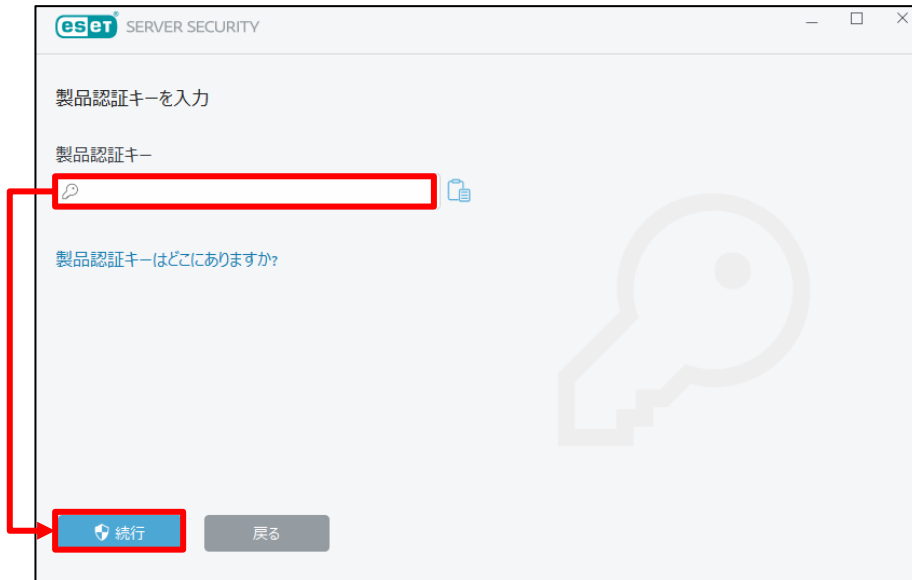 eset® SERVER SECURITY
製品認証キーを入力
製品認証キー
製品認証キーはどこにありますか?
続行
戻る